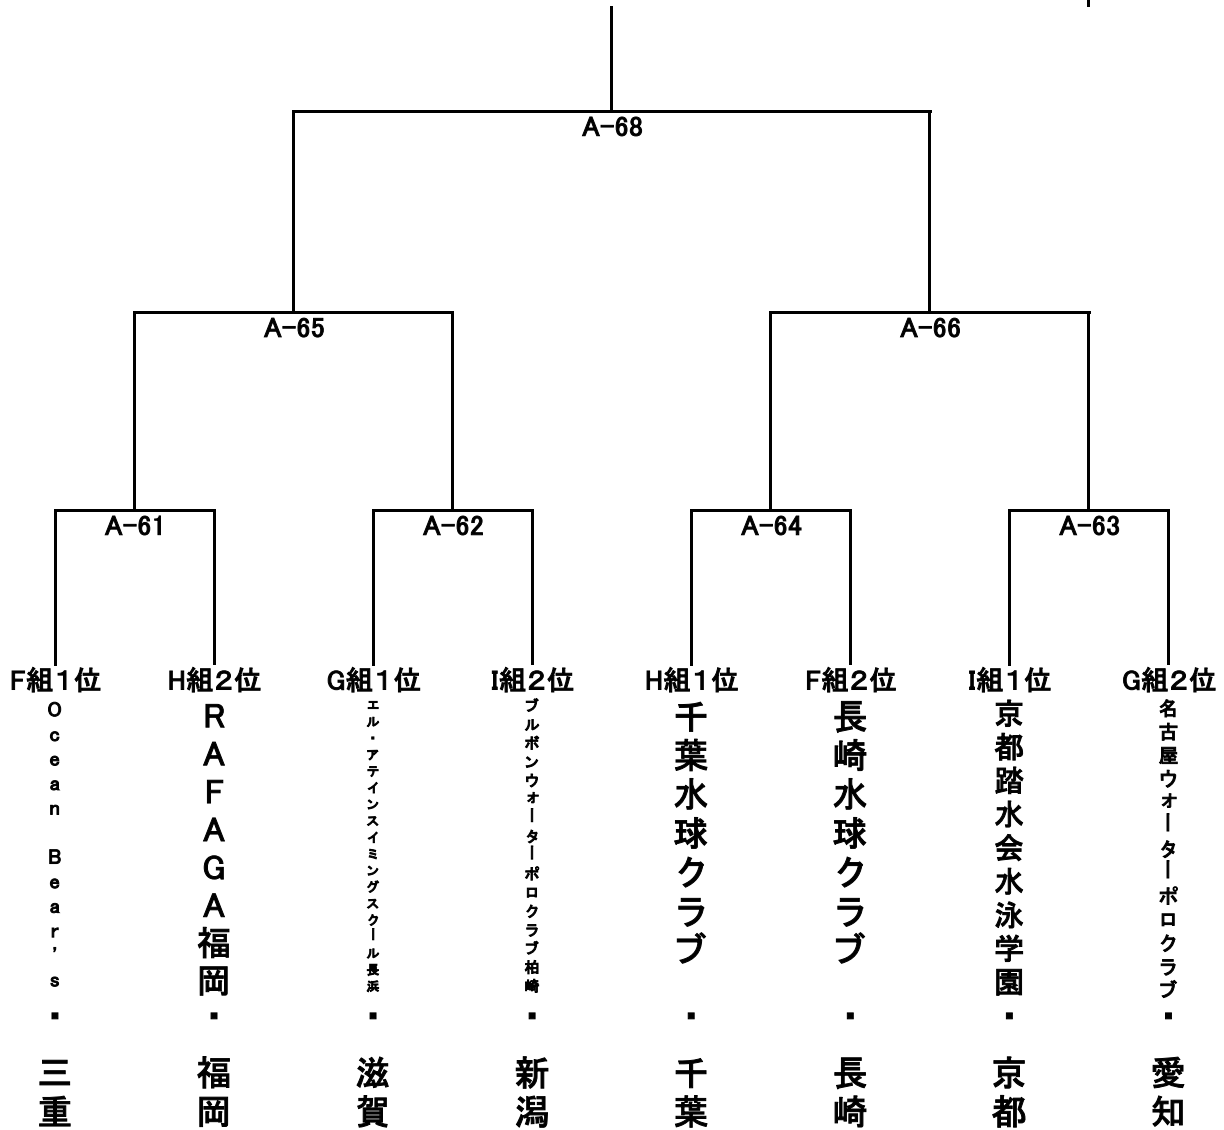 A-68
A-65
A-66
A-61
A-62
A-64
A-63
F組1位
H組2位
G組1位
I組2位
H組1位
F組2位
I組1位
G組2位
Ocean Bear's・三重
RAFAGA福岡・福岡
エル・アテインスイミングスクール長浜・滋賀
ブルボンウオーターポロクラブ柏崎・新潟
千葉水球クラブ・千葉
長崎水球クラブ・長崎
京都踏水会水泳学園・京都
名古屋ウオーターポロクラブ・愛知